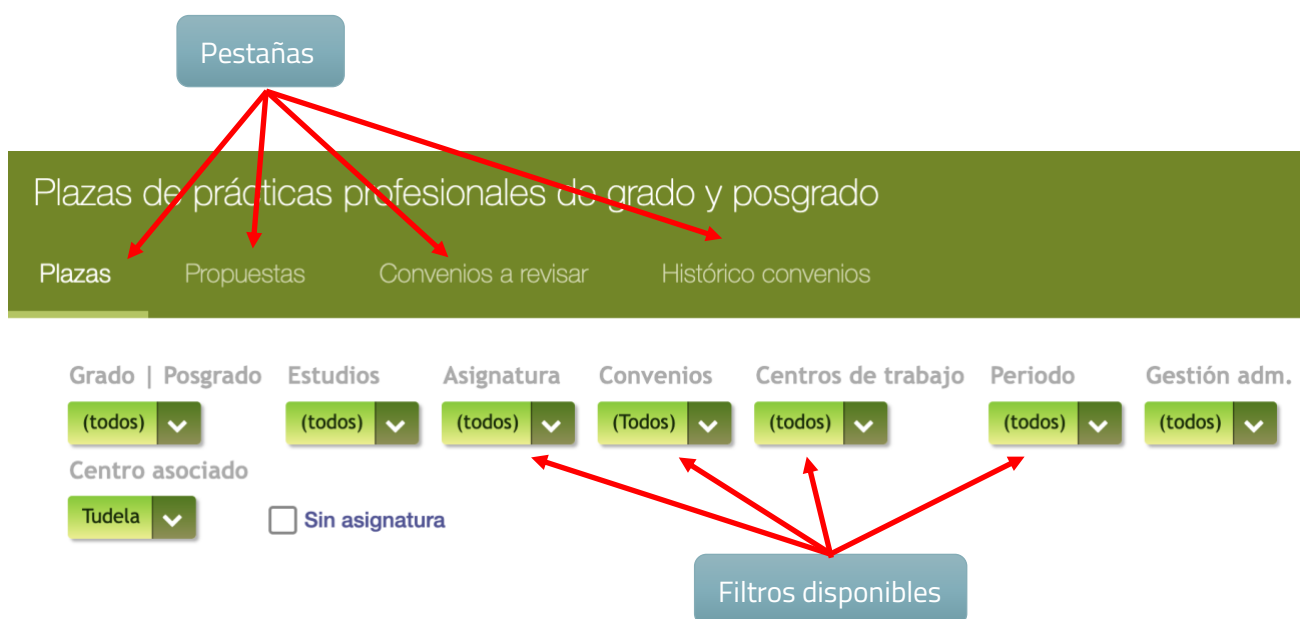 Pestañas
Plazas de prácticas profesionales de grado y posgrado
Plazas Propuestas Convenios a revisar Histórico convenios
Grado | Posgrado Estudios Asignatura Convenios Centros de trabajo Periodo Gestión adm.
(todos) (todos) (todos) (Todos) (todos) (todos) (todos)
Centro asociado
Tudela Sin asignatura
Filtros disponibles